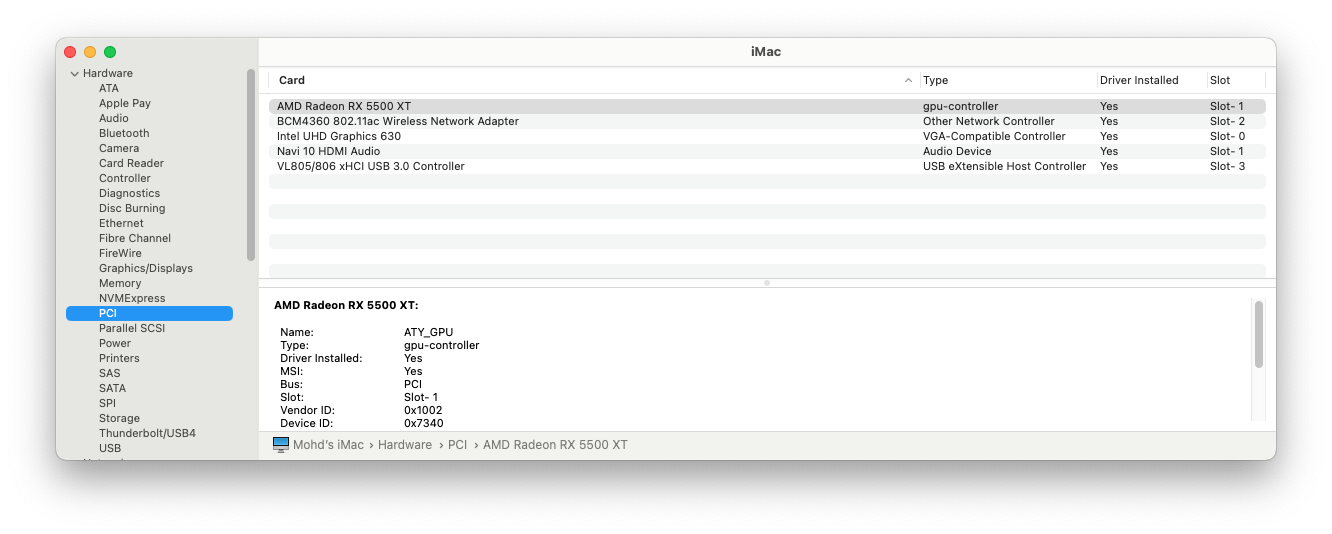 iMac
Hardware
ATA
Apple Pay
Audio
Bluetooth
Camera
Card Reader
Controller
Diagnostics
Disc Burning
Ethernet
Fibre Channel
FireWire
Graphics/Displays
Memory
NVMExpress
PCI
Parallel SCSI
Power
Printers
SAS
SATA
SPI
Storage
Thunderbolt/USB4
USB
Card Type Driver Installed Slot
AMD Radeon RX 5500 XT gpu-controller Yes Slot- 1
BCM4360 802.11ac Wireless Network Adapter Other Network Controller Yes Slot- 2
Intel UHD Graphics 630 VGA-Compatible Controller Yes Slot- 0
Navi 10 HDMI Audio Audio Device Yes Slot- 1
VL805/806 xHCI USB 3.0 Controller USB eXtensible Host Controller Yes Slot- 3
AMD Radeon RX 5500 XT:
Name: ATY_GPU
Type: gpu-controller
Driver Installed: Yes
MSI: Yes
Bus: PCI
Slot: Slot- 1
Vendor ID: 0x1002
Device ID: 0x7340
Mohd's iMac › Hardware › PCI › AMD Radeon RX 5500 XT